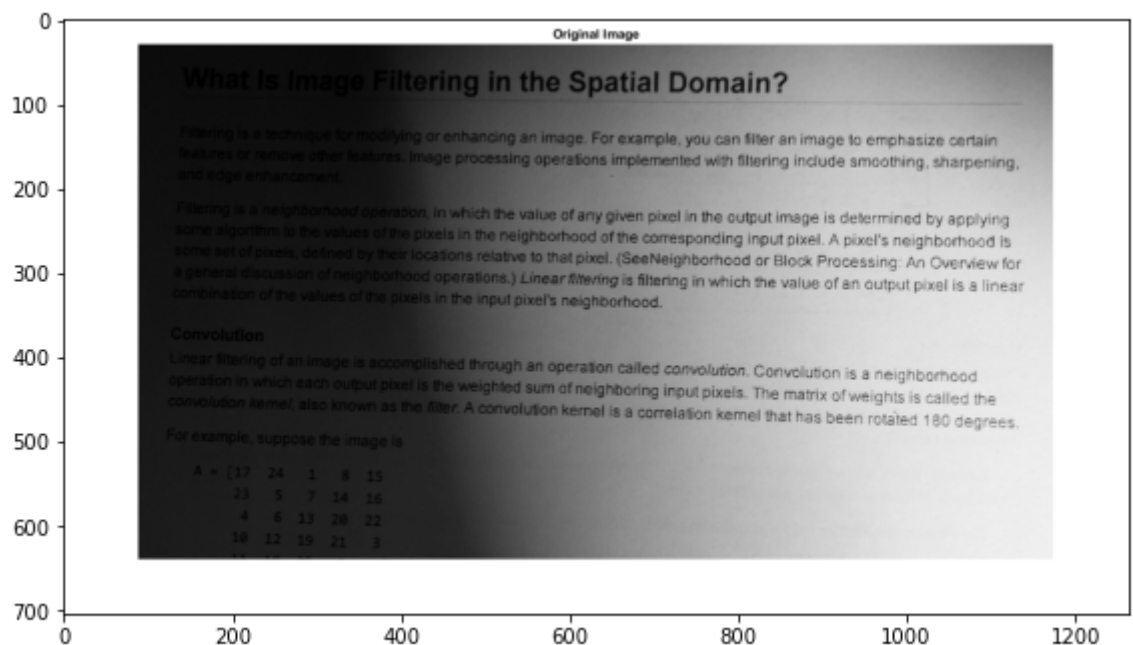 Original Image
What Is Image Filtering in the Spatial Domain?
Filtering is a technique for modifying or enhancing an image. For example, you can filter an image to emphasize certain
features or remove other features. Image processing operations implemented with filtering include smoothing, sharpening,
and edge enhancement.
Filtering is a neighborhood operation, in which the value of any given pixel in the output image is determined by applying
some algorithm to the values of the pixels in the neighborhood of the corresponding input pixel. A pixel's neighborhood is
some set of pixels, defined by their locations relative to that pixel. (SeeNeighborhood or Block Processing: An Overview for
a general discussion of neighborhood operations.) Linear filtering is filtering in which the value of an output pixel is a linear
combination of the values of the pixels in the input pixel's neighborhood.
Convolution
Linear filtering of an image is accomplished through an operation called convolution. Convolution is a neighborhood
operation in which each output pixel is the weighted sum of neighboring input pixels. The matrix of weights is called the
convolution kernel, also known as the filter. A convolution kernel is a correlation kernel that has been rotated 180 degrees.
For example, suppose the image is
A = [17 24 1 8 15
23 5 7 14 16
4 6 13 20 22
10 12 19 21 3
0
100
200
300
400
500
600
700
0 200 400 600 800 1000 1200